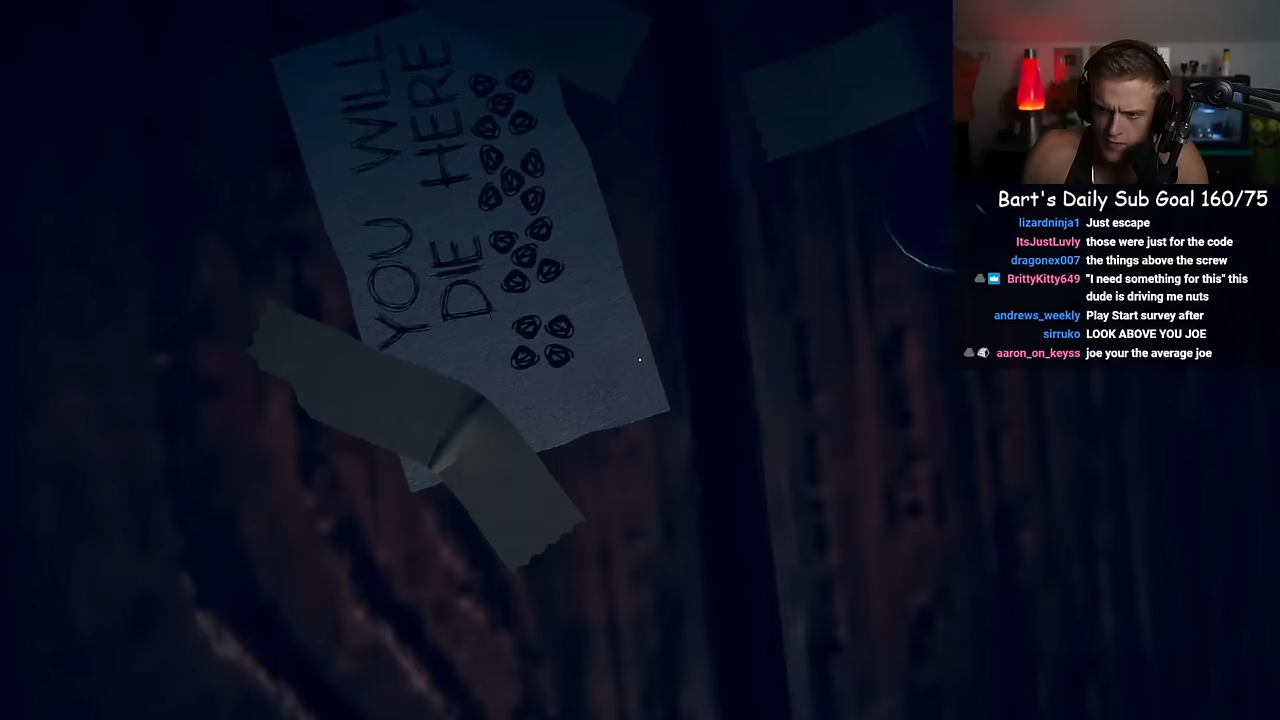 YOU WILL
DIE HERE
Bart's Daily Sub Goal 160/75
lizardninja1 Just escape
ItsJustLuvly those were just for the code
dragonex007 the things above the screw
BrittyKitty649 "I need something for this" this
dude is driving me nuts
andrews_weekly Play Start survey after
sirruko LOOK ABOVE YOU JOE
aaron_on_keyss joe your the average joe